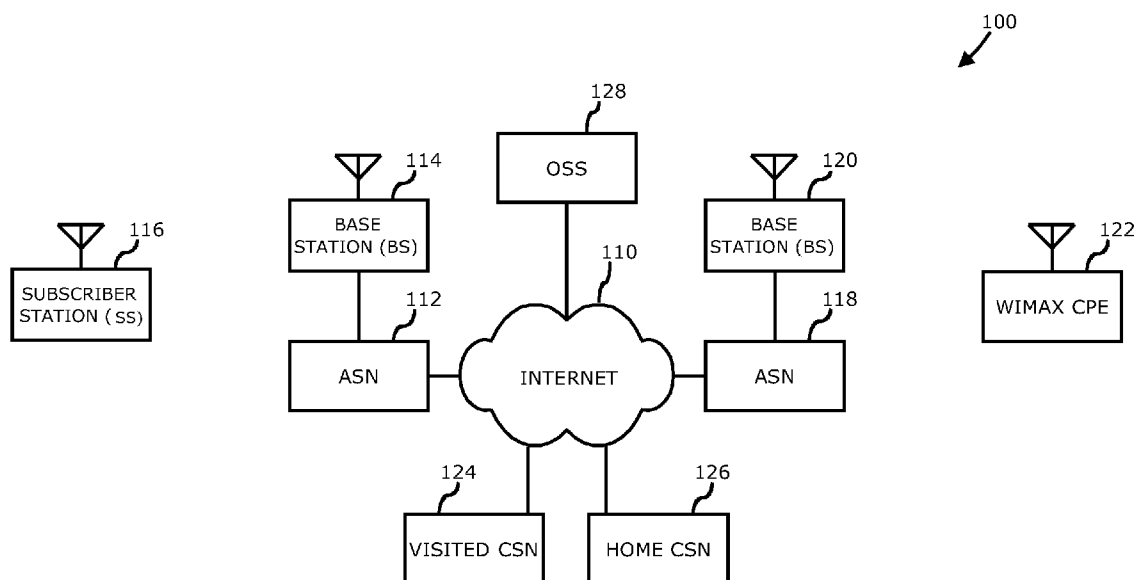 100
128
OSS
114
BASE
STATION (BS)
120
BASE
STATION (BS)
116
SUBSCRIBER
STATION (SS)
110
122
WIMAX CPE
112
ASN
INTERNET
118
ASN
124
VISITED CSN
126
HOME CSN